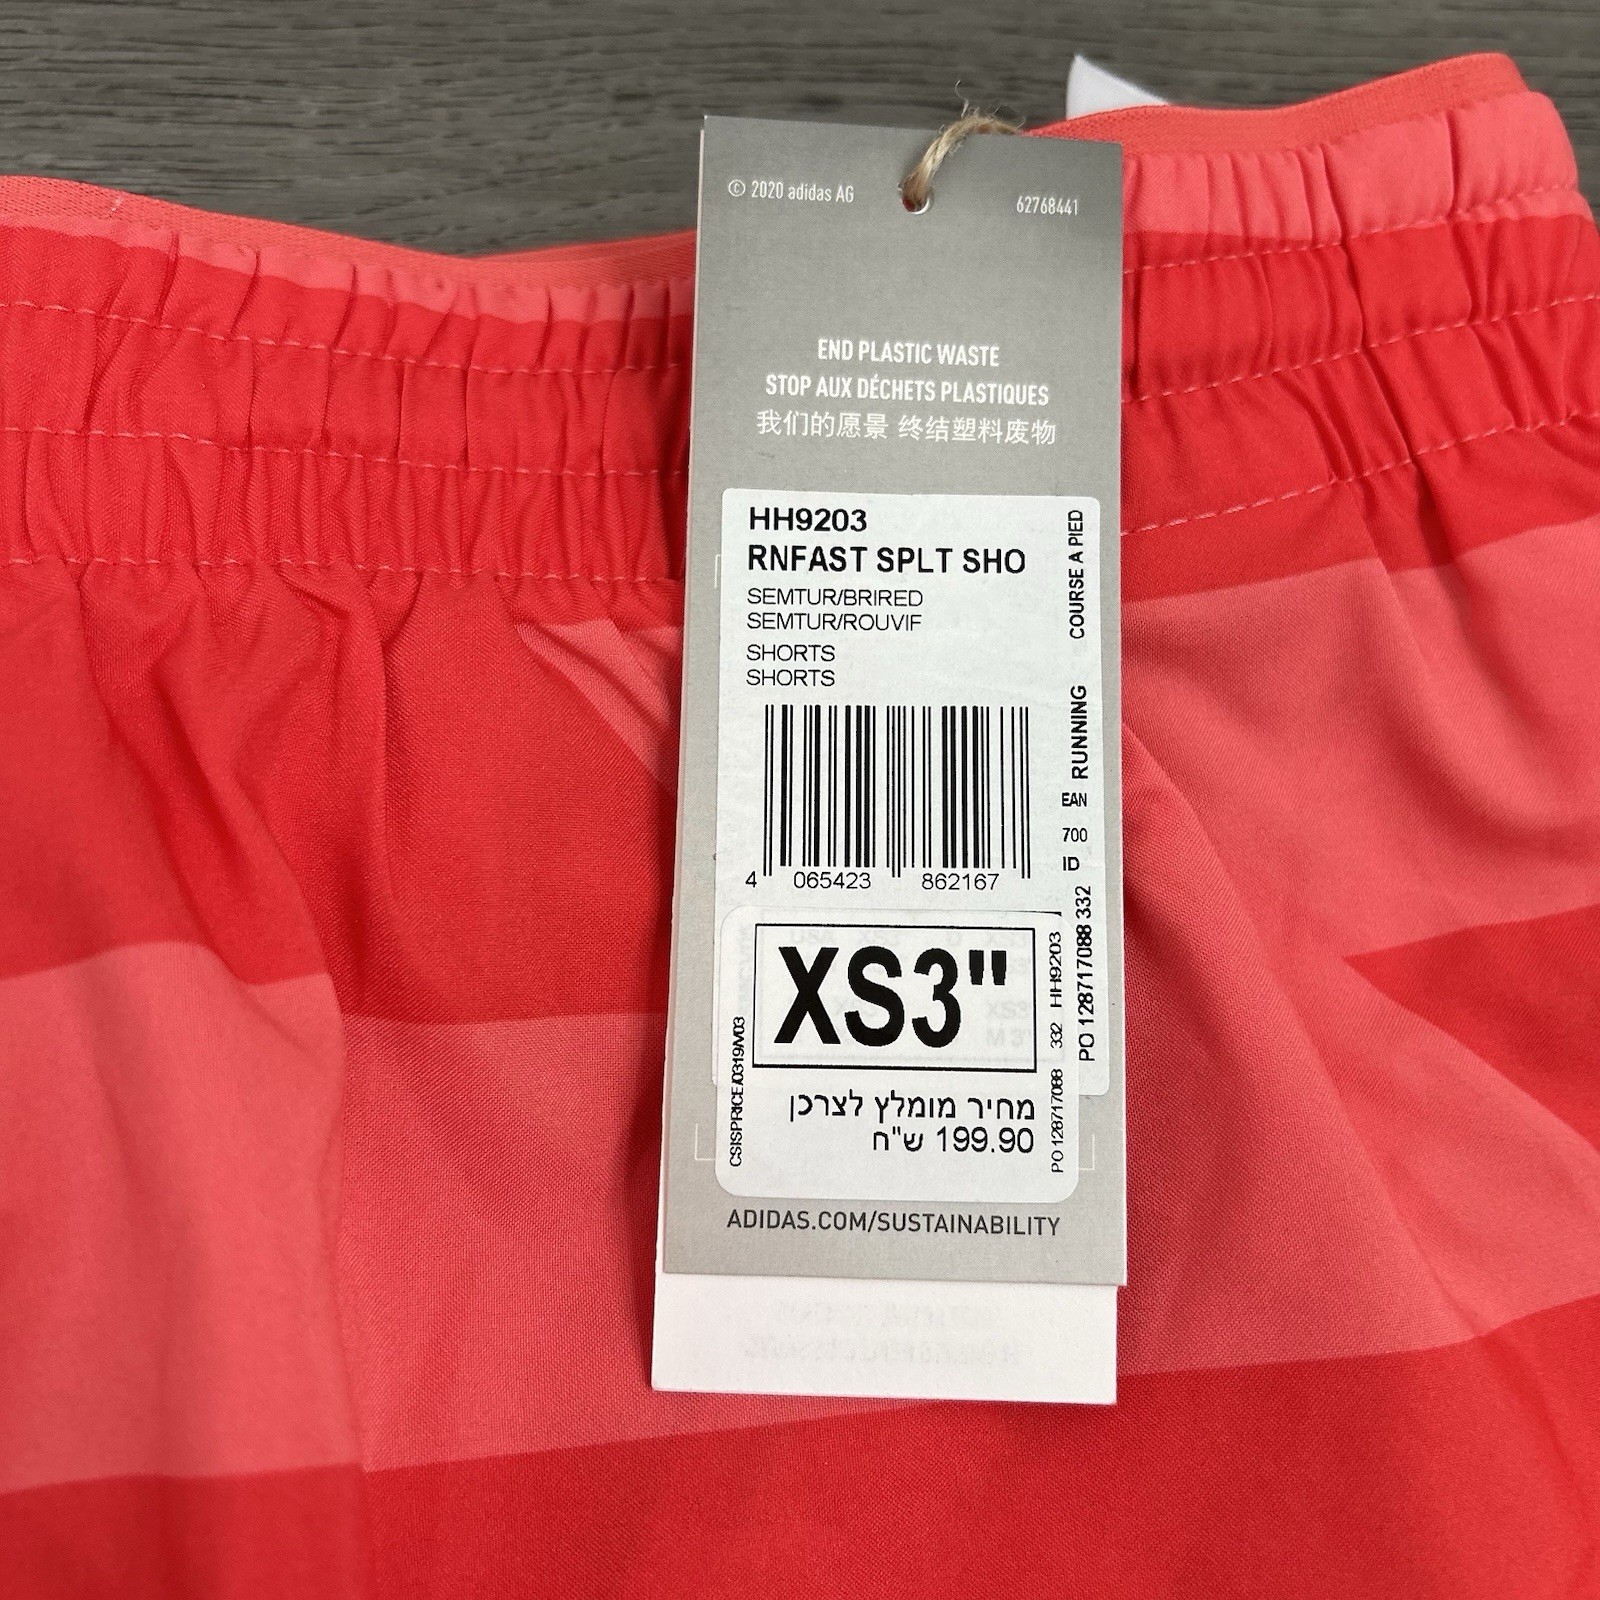 © 2020 adidas AG
62768441
END PLASTIC WASTE
STOP AUX DÉCHETS PLASTIQUES
我们的愿景 终结塑料废物
HH9203
RNFAST SPLT SHO
SEMTUR/BRIRED
SEMTUR/ROUVIF
SHORTS
SHORTS
4 065423 862167
RUNNING COURSE A PIED
EAN
700
ID
PO 128717088 332
XS3"
CSISPRICE/0319/V03
PO 128717088 332 HH9203
מחיר מומלץ לצרכן
199.90 ש"ח
ADIDAS.COM/SUSTAINABILITY